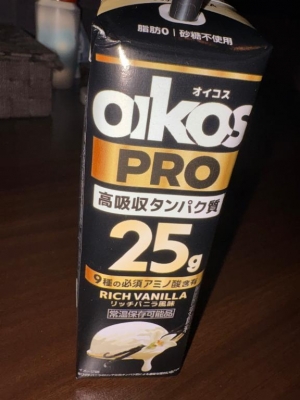 脂肪0｜砂糖不使用
オイコス
oikos
PRO
高吸収タンパク質
25g
9種の必須アミノ酸含有
RICH VANILLA
リッチバニラ風味
常温保存可能品